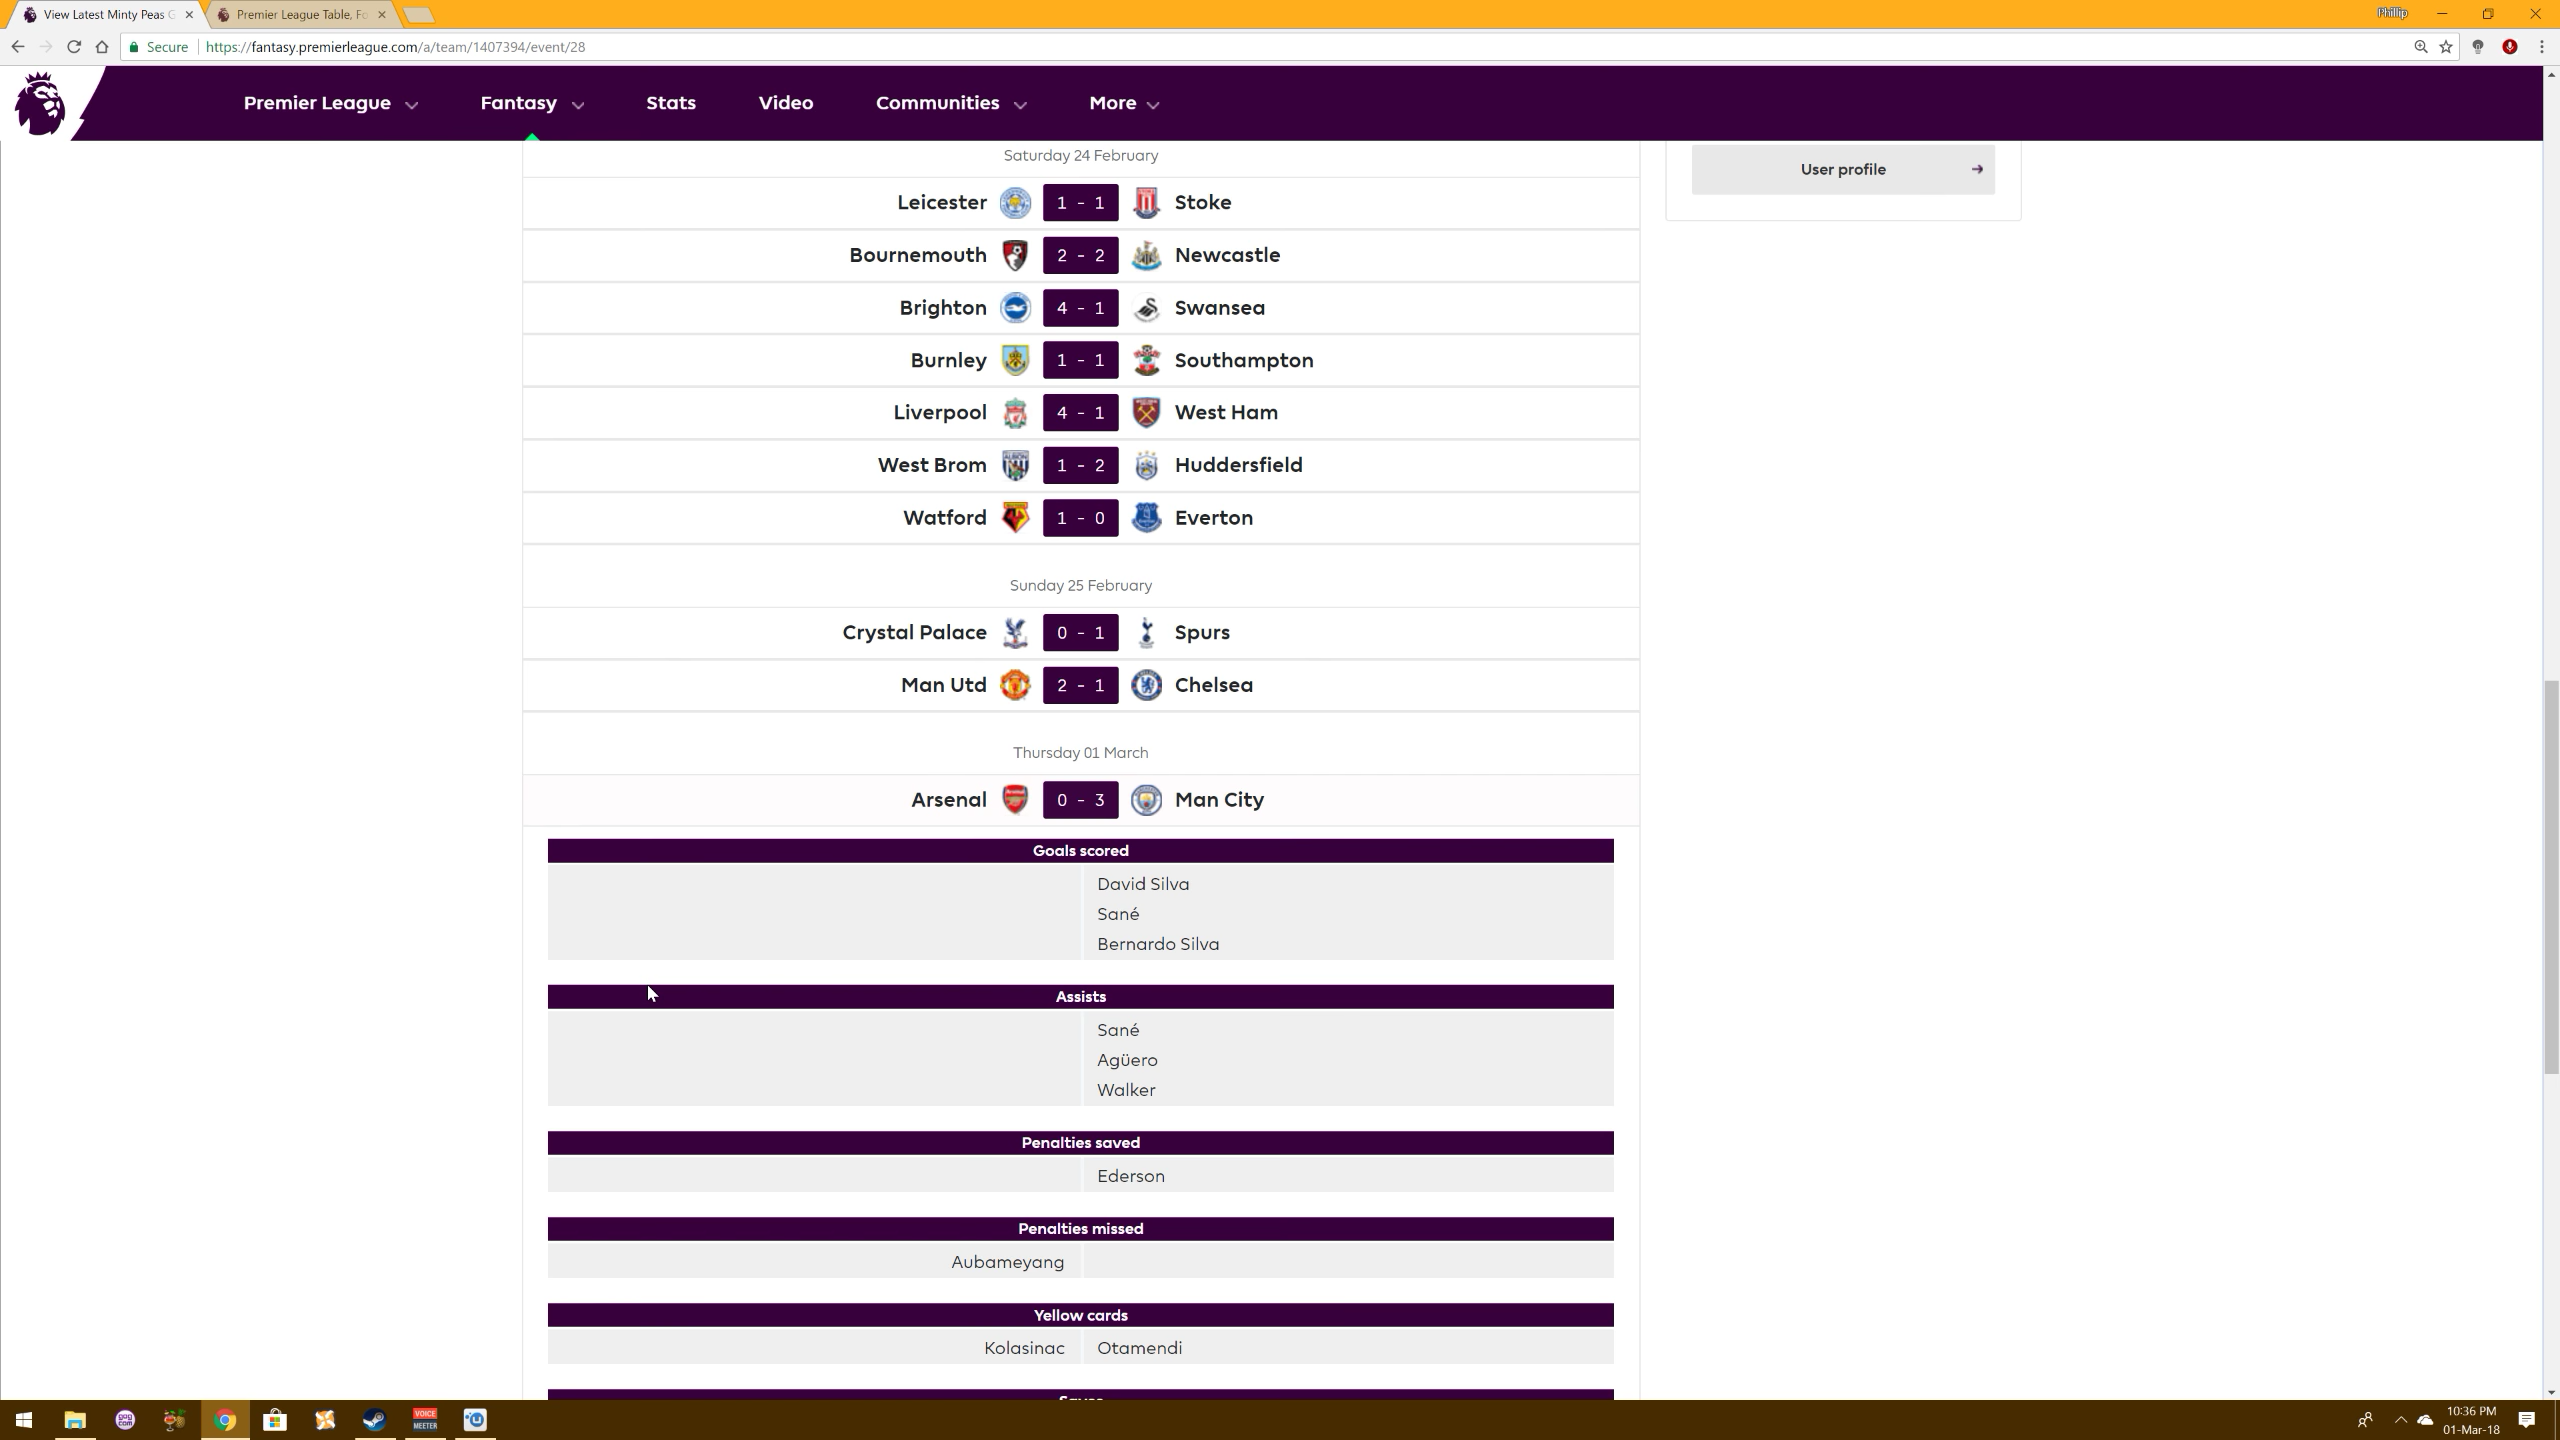 View Latest Minty Peas G
Premier League Table, Fo
Phillip
Secure
https://fantasy.premierleague.com/a/team/1407394/event/28
Premier League
Fantasy
Stats
Video
Communities
More
Saturday 24 February
User profile
Leicester 1 - 1 Stoke
Bournemouth 2 - 2 Newcastle
Brighton 4 - 1 Swansea
Burnley 1 - 1 Southampton
Liverpool 4 - 1 West Ham
West Brom 1 - 2 Huddersfield
Watford 1 - 0 Everton
Sunday 25 February
Crystal Palace 0 - 1 Spurs
Man Utd 2 - 1 Chelsea
Thursday 01 March
Arsenal 0 - 3 Man City
Goals scored
David Silva
Sané
Bernardo Silva
Assists
Sané
Agüero
Walker
Penalties saved
Ederson
Penalties missed
Aubameyang
Yellow cards
Kolasinac Otamendi
GOG.COM
VOICE
MEETER
10:36 PM
01-Mar-18